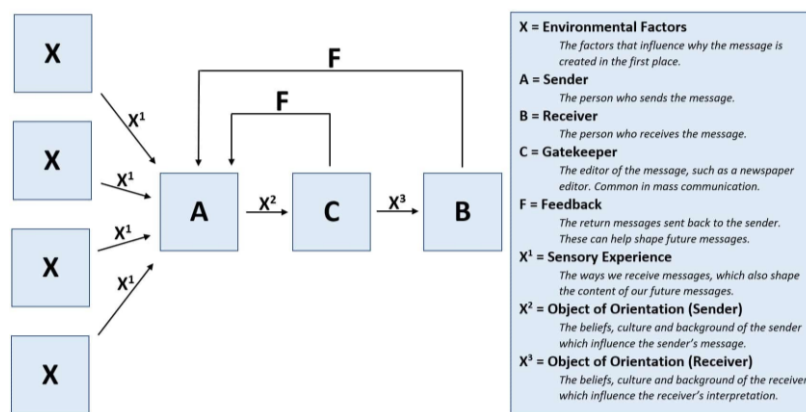 X
X
X
X
X¹
X¹
X¹
X¹
A
X²
C
X³
B
F
F
X = Environmental Factors
The factors that influence why the message is
created in the first place.
A = Sender
The person who sends the message.
B = Receiver
The person who receives the message.
C = Gatekeeper
The editor of the message, such as a newspaper
editor. Common in mass communication.
F = Feedback
The return messages sent back to the sender.
These can help shape future messages.
X¹ = Sensory Experience
The ways we receive messages, which also shape
the content of our future messages.
X² = Object of Orientation (Sender)
The beliefs, culture and background of the sender
which influence the sender's message.
X³ = Object of Orientation (Receiver)
The beliefs, culture and background of the receiver
which influence the receiver's interpretation.